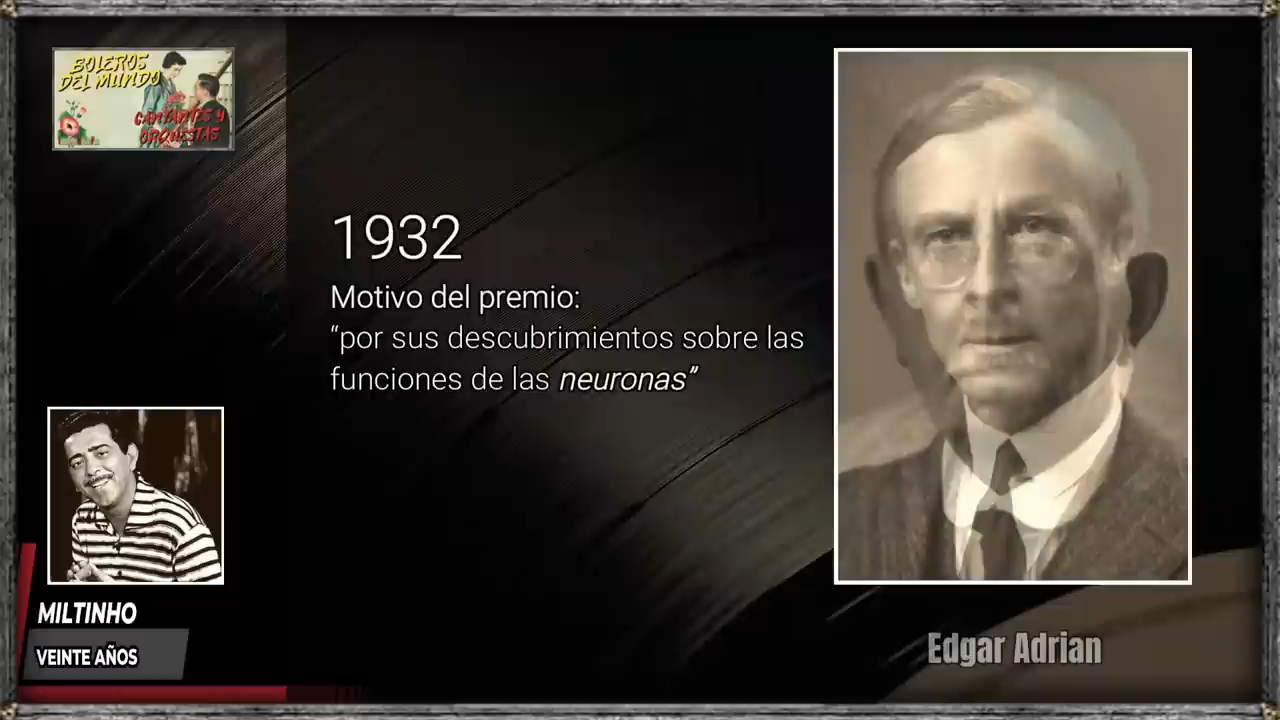 BOLEROS
DEL MUNDO
CANTANTES Y
ORQUESTAS
1932
Motivo del premio:
“por sus descubrimientos sobre las
funciones de las neuronas”
MILTINHO
VEINTE AÑOS
Edgar Adrian